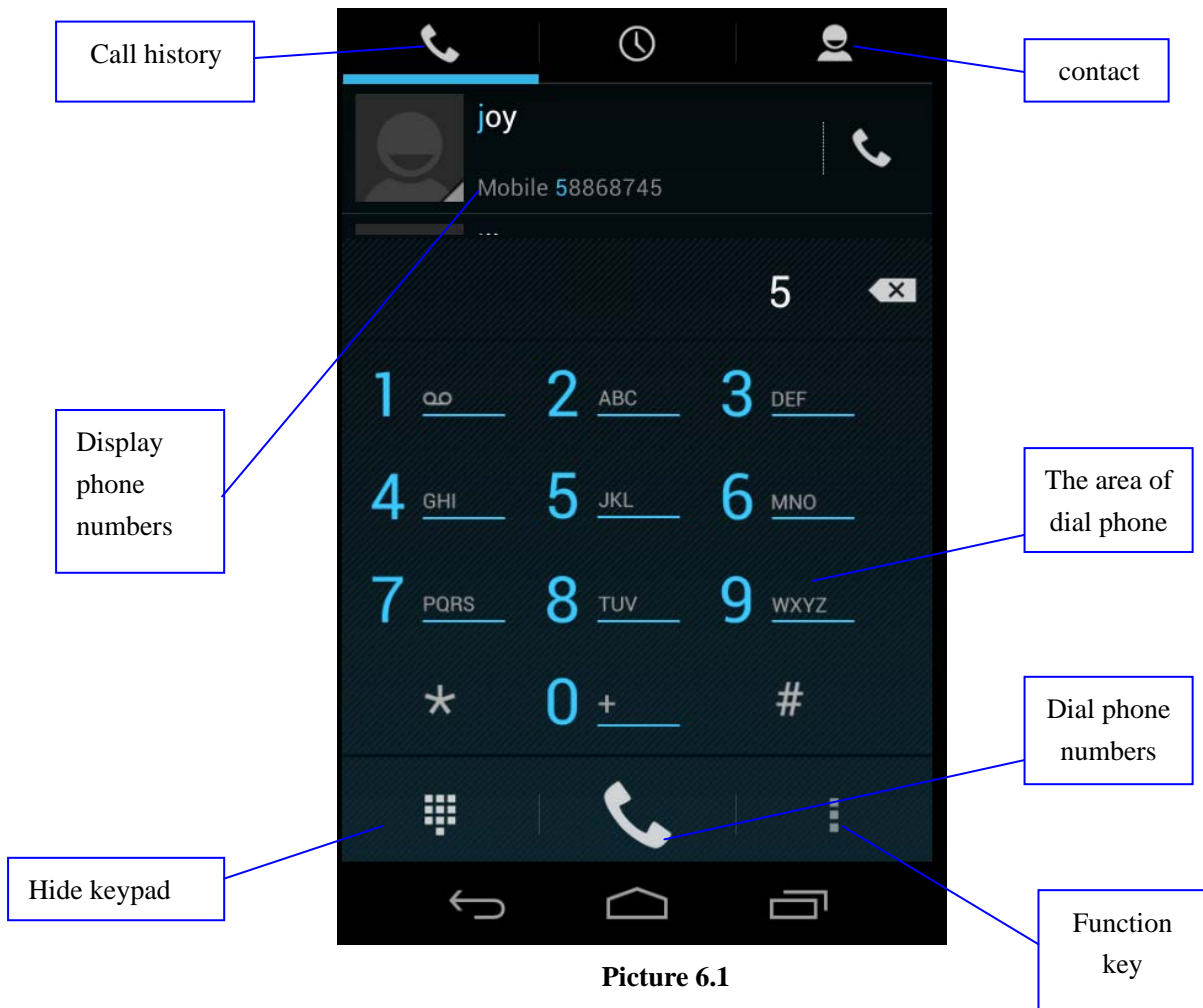 Call history
contact
joy
Mobile 58868745
5
1
2 ABC
3 DEF
Display
phone
numbers
4 GHI
5 JKL
6 MNO
The area of
dial phone
7 PQRS
8 TUV
9 WXYZ
*
0 +
#
Dial phone
numbers
Hide keypad
Function
key
Picture 6.1